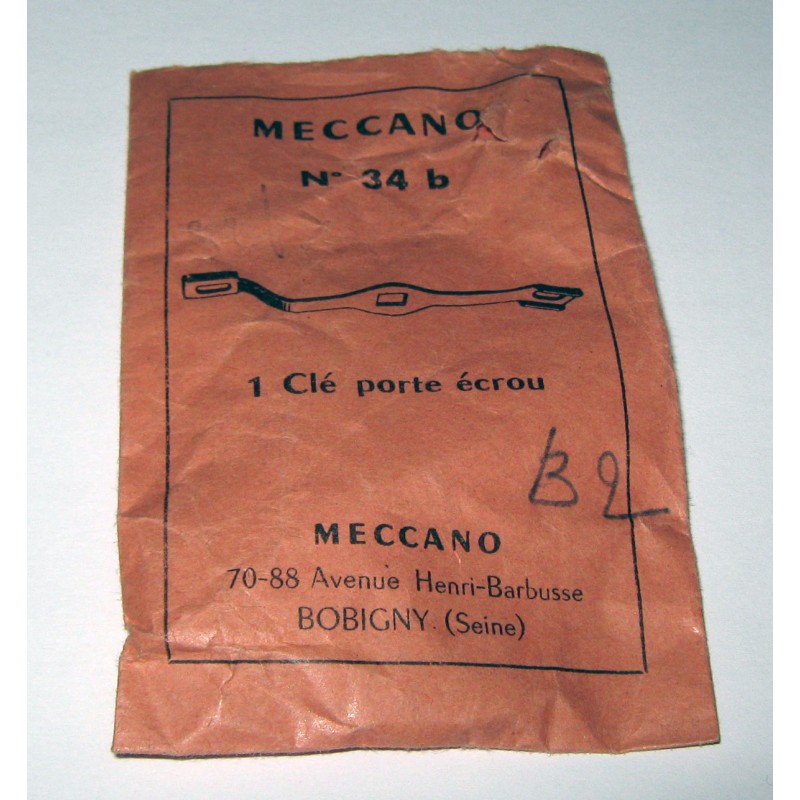 MECCANO
N° 34 b
1 Clé porte écrou
B2
MECCANO
70-88 Avenue Henri-Barbusse
BOBIGNY. (Seine)